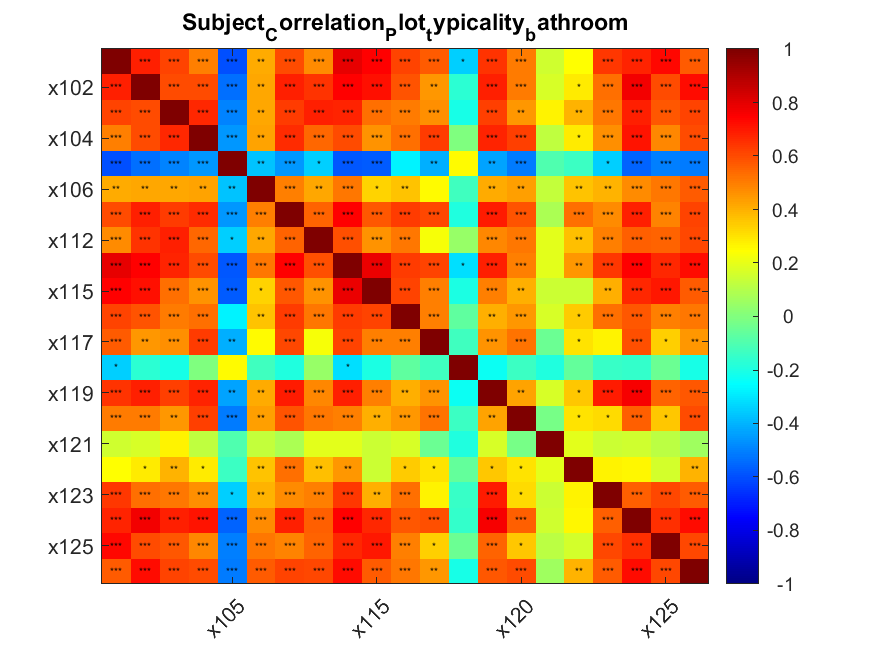 Subject_Correlation_Plot_typicality_bathroom
x102
x104
x106
x112
x115
x117
x119
x121
x123
x125
x105
x115
x120
x125
1
0.8
0.6
0.4
0.2
0
-0.2
-0.4
-0.6
-0.8
-1